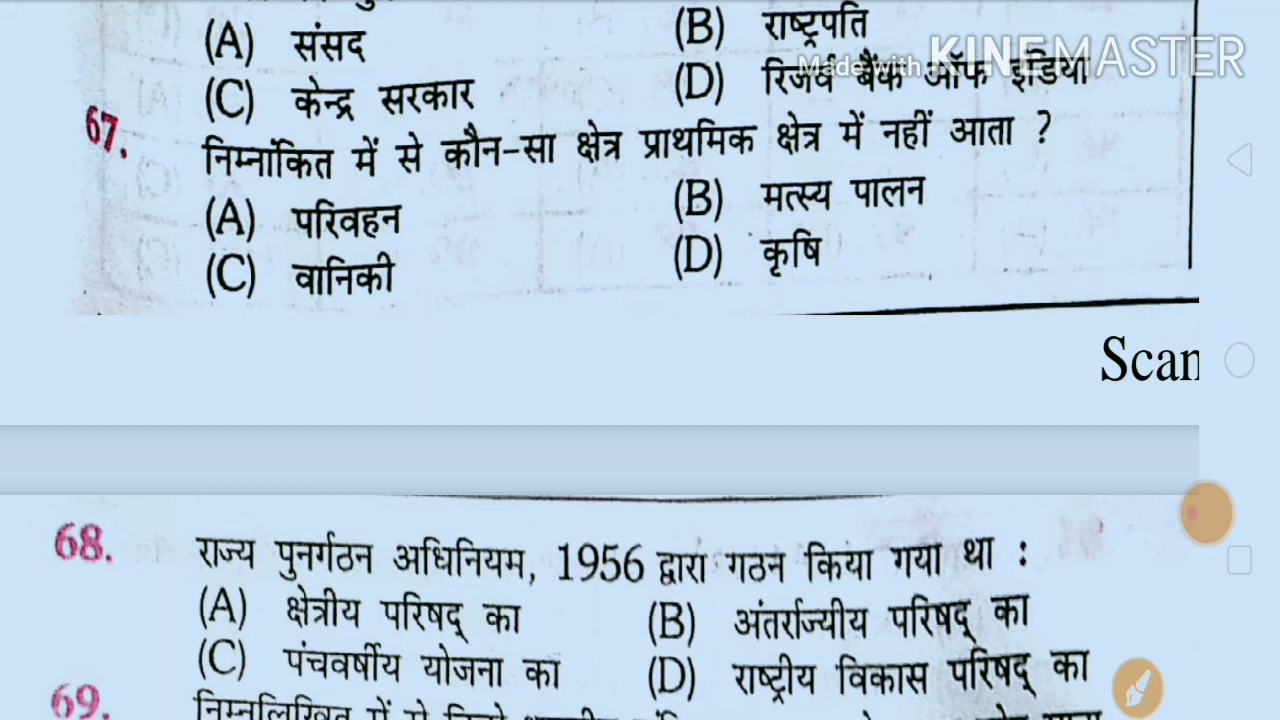 (A) संसद (B) राष्ट्रपति
Made with KINEMASTER
(C) केन्द्र सरकार (D) रिजर्व बैंक ऑफ इंडिया
67. निम्नांकित में से कौन-सा क्षेत्र प्राथमिक क्षेत्र में नहीं आता ?
(A) परिवहन (B) मत्स्य पालन
(C) वानिकी (D) कृषि
Scan
68. राज्य पुनर्गठन अधिनियम, 1956 द्वारा गठन किया गया था :
(A) क्षेत्रीय परिषद् का (B) अंतर्राज्यीय परिषद् का
(C) पंचवर्षीय योजना का (D) राष्ट्रीय विकास परिषद् का
69. निम्नलिखित में से